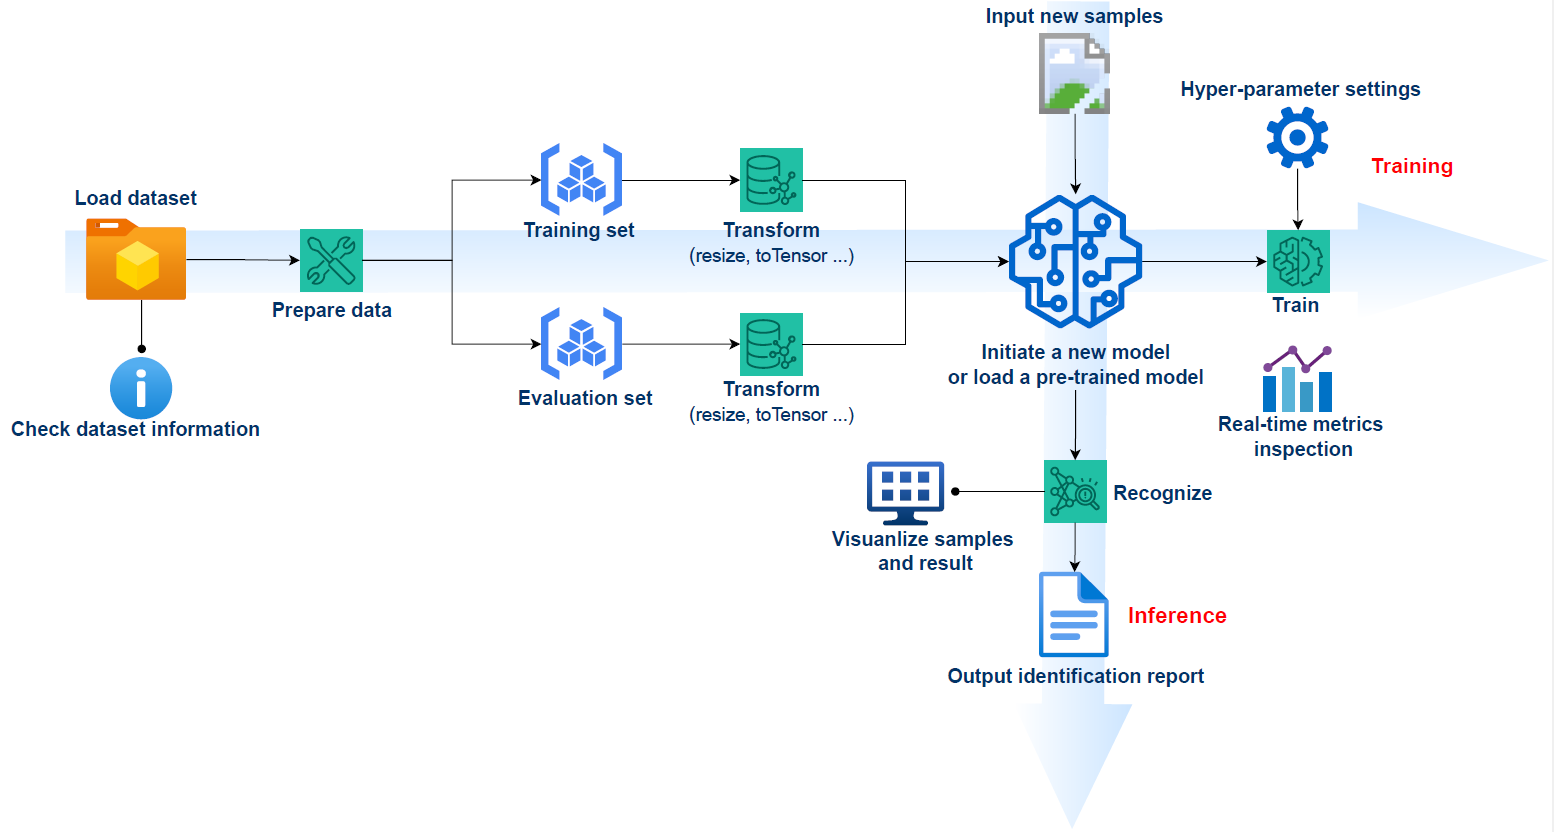 Input new samples
Hyper-parameter settings
Training
Load dataset
Training set
Transform
(resize, toTensor ...)
Prepare data
Train
Initiate a new model
or load a pre-trained model
Evaluation set
Transform
(resize, toTensor ...)
Check dataset information
Real-time metrics
inspection
Recognize
Visuanlize samples
and result
Inference
Output identification report